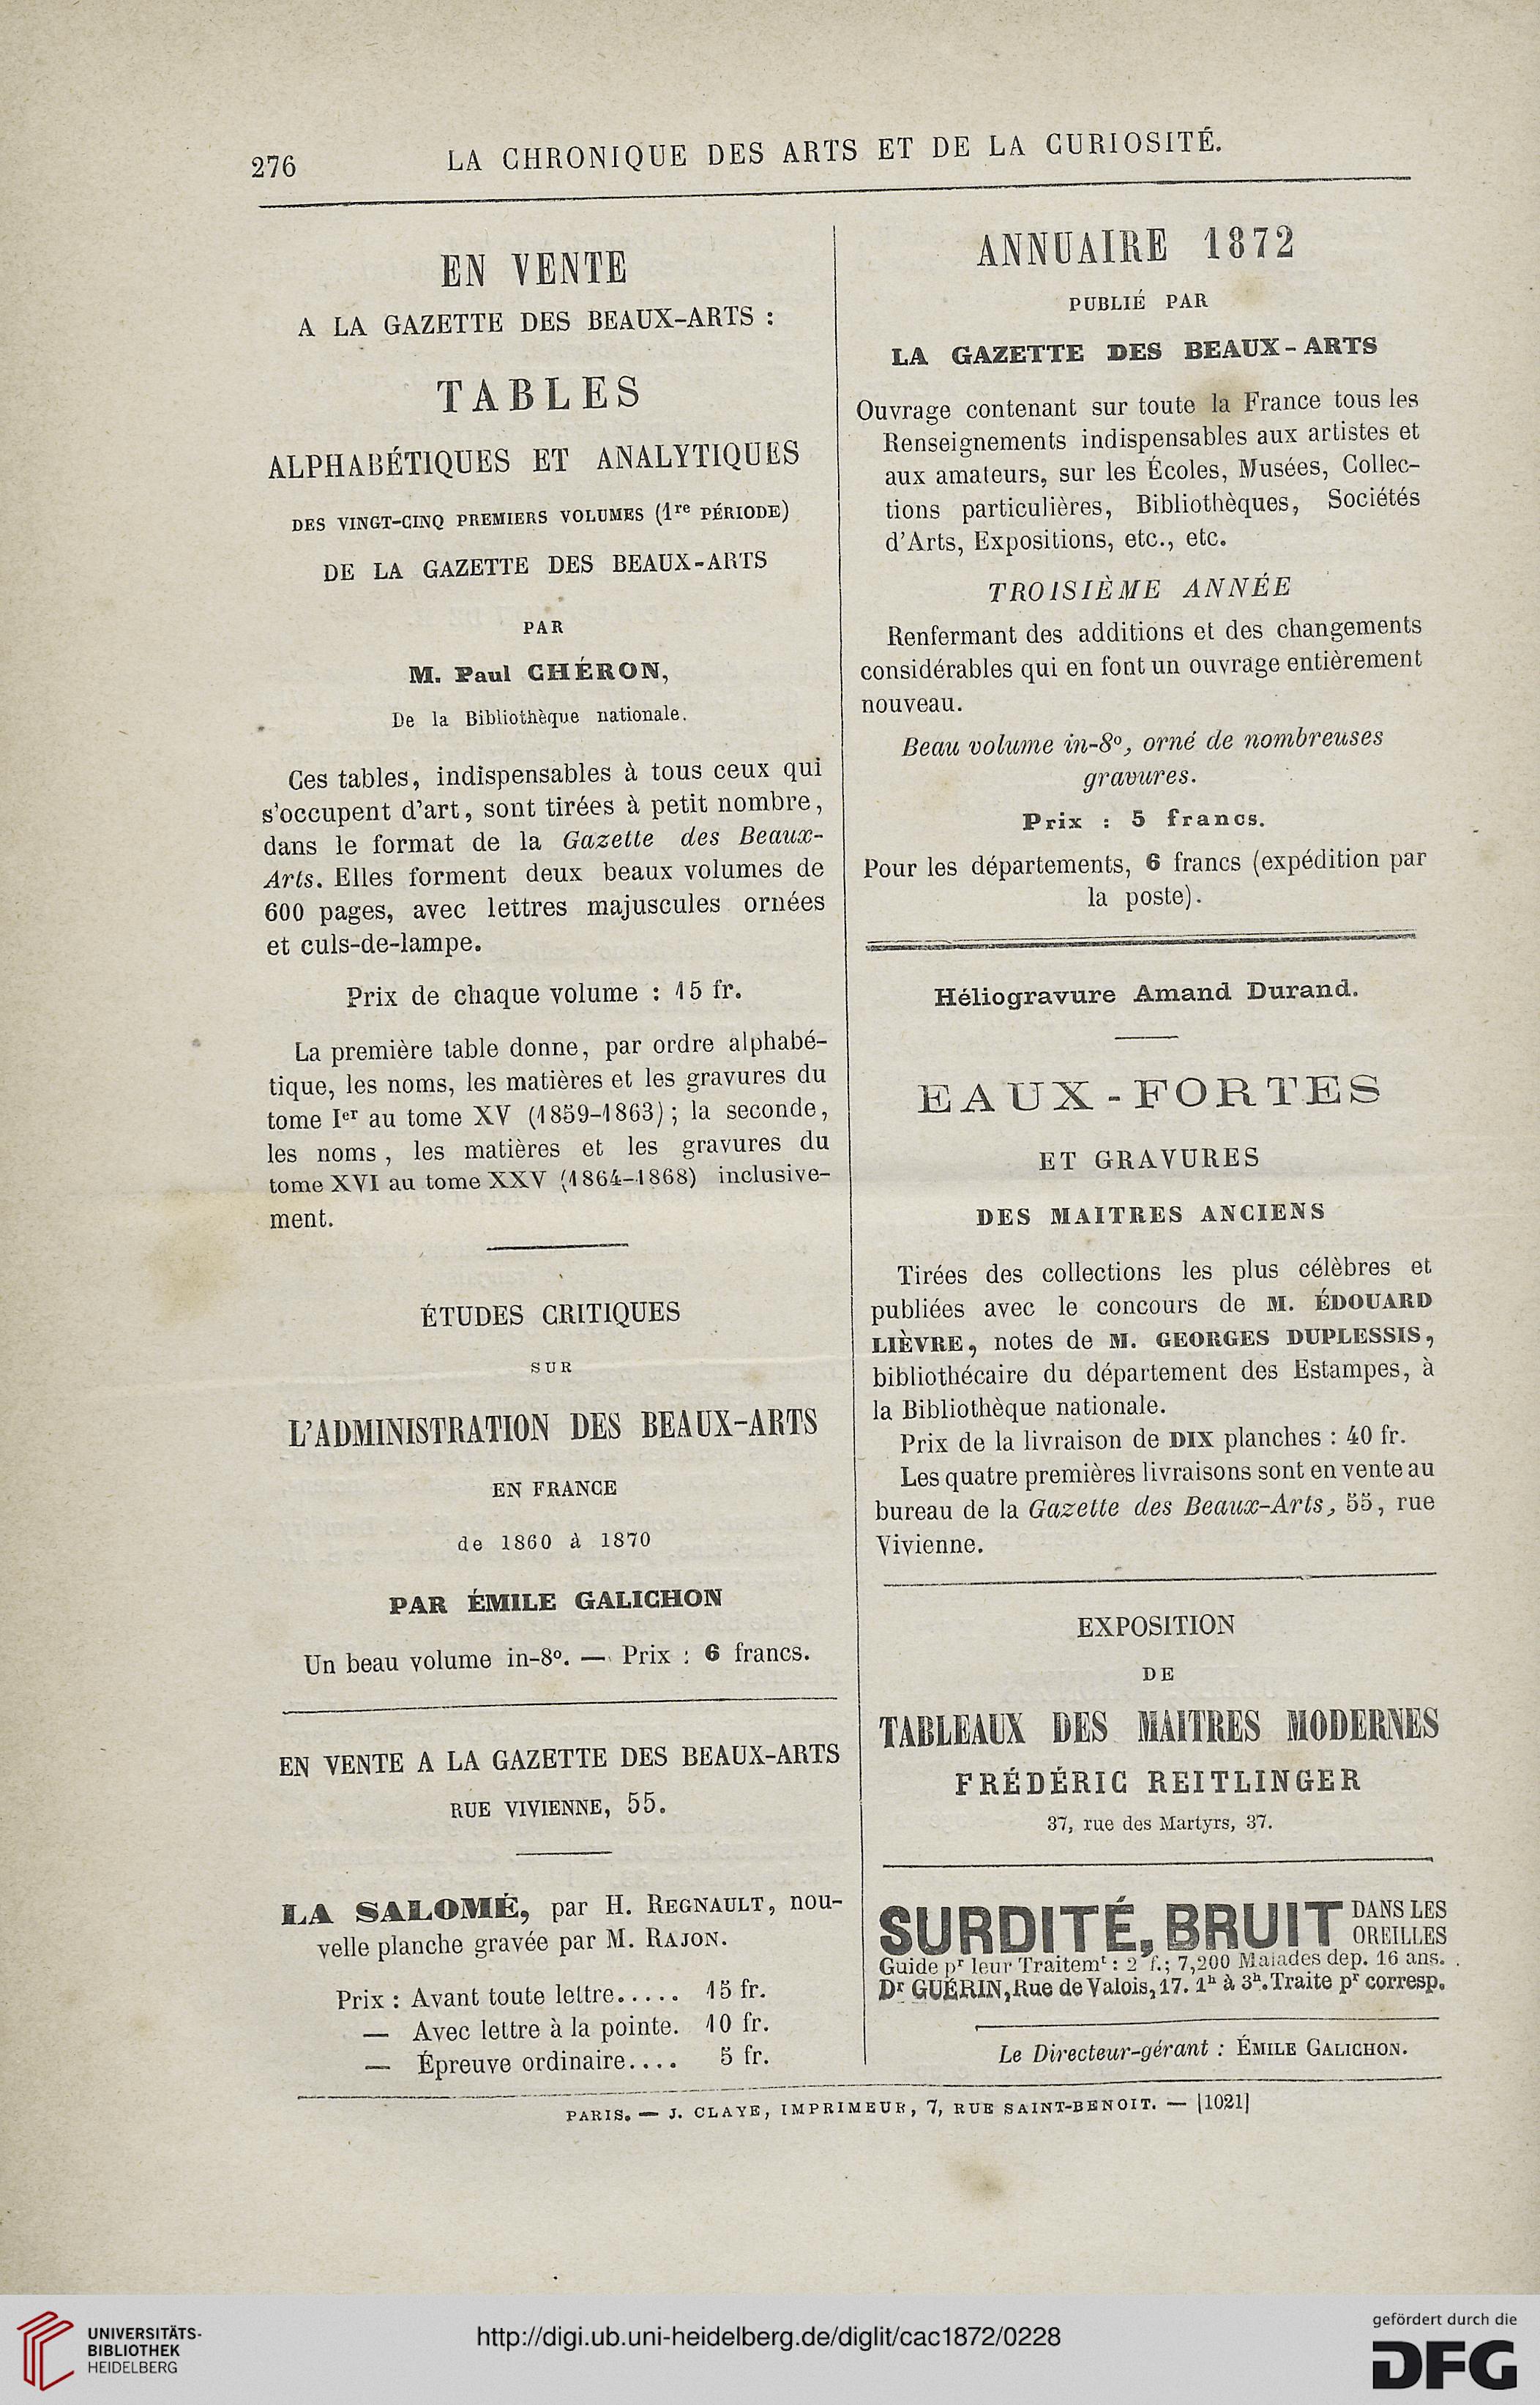 276
LA CHRONIQUE DES ARTS ET DE LA CURIOSITÉ.
EN VENTE
A LA GAZETTE DES BEAUX-ARTS :
TABLES
ALPHABÉTIQUES ET ANALYTIQUES
DES VINGT-CINQ PREMIERS VOLUMES (1re PÉRIODE)
DE LA GAZETTE DES BEAUX-ARTS
PAR
M. Paul CHÉRON,
De la Bibliothèque nationale.
Ces tables, indispensables à tous ceux qui
s'occupent d'art, sont tirées à petit nombre,
dans le format de la Gazette des Beaux-
Arts. Elles forment deux beaux volumes de
600 pages, avec lettres majuscules ornées
et culs-de-lampe.
Prix de chaque volume : 15 fr.
La première table donne, par ordre alphabé-
tique, les noms, les matières et les gravures du
tome Ier au tome XV (1859-1863); la seconde,
les noms, les matières et les gravures du
tome XVI au tome XXV (1864-1868) inclusive-
ment.
ÉTUDES CRITIQUES
SUR
L'ADMINISTRATION DES BEAUX-ARTS
EN FRANCE
de 1860 à 1870
PAR ÉMILE GALICHON
Un beau volume in-8o. — Prix : 6 francs.
EN VENTE A LA GAZETTE DES BEAUX-ARTS
RUE VIVIENNE, 55.
LA SALOMÉ, par H. REGNAULT, nou-
velle planche gravée par M. RAJON.
Prix : Avant toute lettre..... 15 fr.
— Avec lettre à la pointe. 10 fr.
— Épreuve ordinaire.... 5 fr.
ANNUAIRE 1872
PUBLIÉ PAR
LA GAZETTE DES BEAUX-ARTS
Ouvrage contenant sur toute la France tous les
Renseignements indispensables aux artistes et
aux amateurs, sur les Écoles, Musées, Collec-
tions particulières, Bibliothèques, Sociétés
d'Arts, Expositions, etc., etc.
TROISIÈME ANNÉE
Renfermant des additions et des changements
considérables qui en font un ouvrage entièrement
nouveau.
Beau volume in-8o, orné de nombreuses
gravures.
Prix : 5 francs.
Pour les départements, 6 francs (expédition par
la poste).
Héliogravure Amand Durand.
EAUX-FORTES
ET GRAVURES
DES MAITRES ANCIENS
Tirées des collections les plus célèbres et
publiées avec le concours de M. ÉDOUARD
LIÈVRE, notes de M. GEORGES DUPLESSIS,
bibliothécaire du département des Estampes, à
la Bibliothèque nationale.
Prix de la livraison de DIX planches : 40 fr.
Les quatre premières livraisons sont en vente au
bureau de la Gazette des Beaux-Arts, 55, rue
Vivienne.
EXPOSITION
DE
TABLEAUX DES MAITRES MODERNES
FRÉDÉRIC REITLINGER
37, rue des Martyrs, 37.
SURDITÉ, BRUIT DANS LES
OREILLES
Guide pr leur Traitemt : 2 f.; 7,200 Malades dep. 16 ans.
Dr GUÉRIN, Rue de Valois, 17. 1h à 3h. Traite pr corresp.
Le Directeur-gérant : ÉMILE GALICHON.
PARIS. — J. CLAYE, IMPRIMEUR, 7, RUE SAINT-BENOIT. — [1021]
UNIVERSITÄTS-
BIBLIOTHEK
HEIDELBERG
http://digi.ub.uni-heidelberg.de/diglit/cac1872/0228
gefördert durch die
DFG